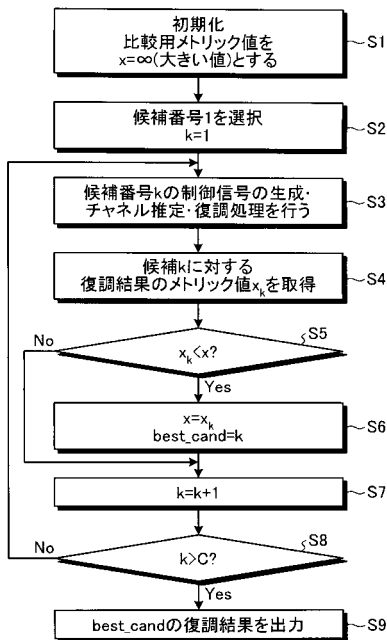 初期化
比較用メトリック値を
x=∞(大きい値)とする
S1
候補番号1を選択
k=1
S2
候補番号kの制御信号の生成・
チャネル推定・復調処理を行う
S3
候補kに対する
復調結果のメトリック値xkを取得
S4
xk<x?
S5
No
Yes
x=xk
best_cand=k
S6
k=k+1
S7
k>C?
S8
No
Yes
best_candの復調結果を出力
S9